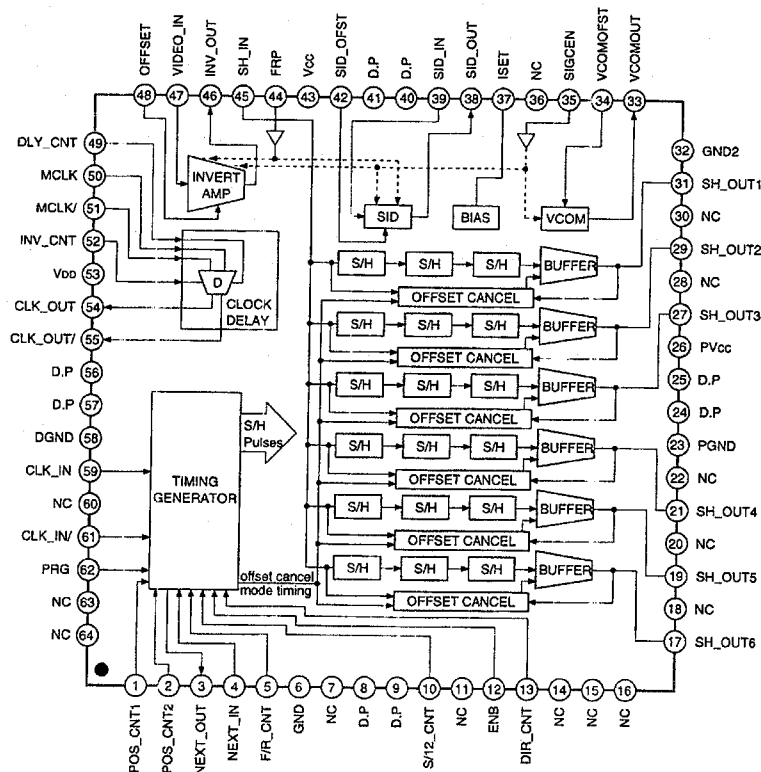 OFFSET
VIDEO_IN
INV_OUT
SH_IN
FRP
Vcc
SID_OFST
D.P
D.P
SID_IN
SID_OUT
ISET
NC
SIGCEN
VCOMOFST
VCOMOUT
48 47 46 45 44 43 42 41 40 39 38 37 36 35 34 33
DLY_CNT 49
MCLK 50
MCLK/ 51
INV_CNT 52
VDD 53
CLK_OUT 54
CLK_OUT/ 55
D.P 56
D.P 57
DGND 58
CLK_IN 59
NC 60
CLK_IN/ 61
PRG 62
NC 63
NC 64
INVERT
AMP
SID
BIAS
VCOM
D
CLOCK
DELAY
TIMING
GENERATOR
S/H
Pulses
offset cancel
mode timing
S/H S/H S/H BUFFER
OFFSET CANCEL
S/H S/H S/H BUFFER
OFFSET CANCEL
S/H S/H S/H BUFFER
OFFSET CANCEL
S/H S/H S/H BUFFER
OFFSET CANCEL
S/H S/H S/H BUFFER
OFFSET CANCEL
S/H S/H S/H BUFFER
OFFSET CANCEL
32 GND2
31 SH_OUT1
30 NC
29 SH_OUT2
28 NC
27 SH_OUT3
26 PVcc
25 D.P
24 D.P
23 PGND
22 NC
21 SH_OUT4
20 NC
19 SH_OUT5
18 NC
17 SH_OUT6
1 2 3 4 5 6 7 8 9 10 11 12 13 14 15 16
POS_CNT1
POS_CNT2
NEXT_OUT
NEXT_IN
F/R_CNT
GND
NC
D.P
D.P
S/12_CNT
NC
ENB
DIR_CNT
NC
NC
NC